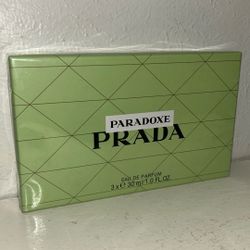 PARADOXE
PRADA
EAU DE PARFUM
3 x ℮ 30 ml / 1.0 FL. OZ.